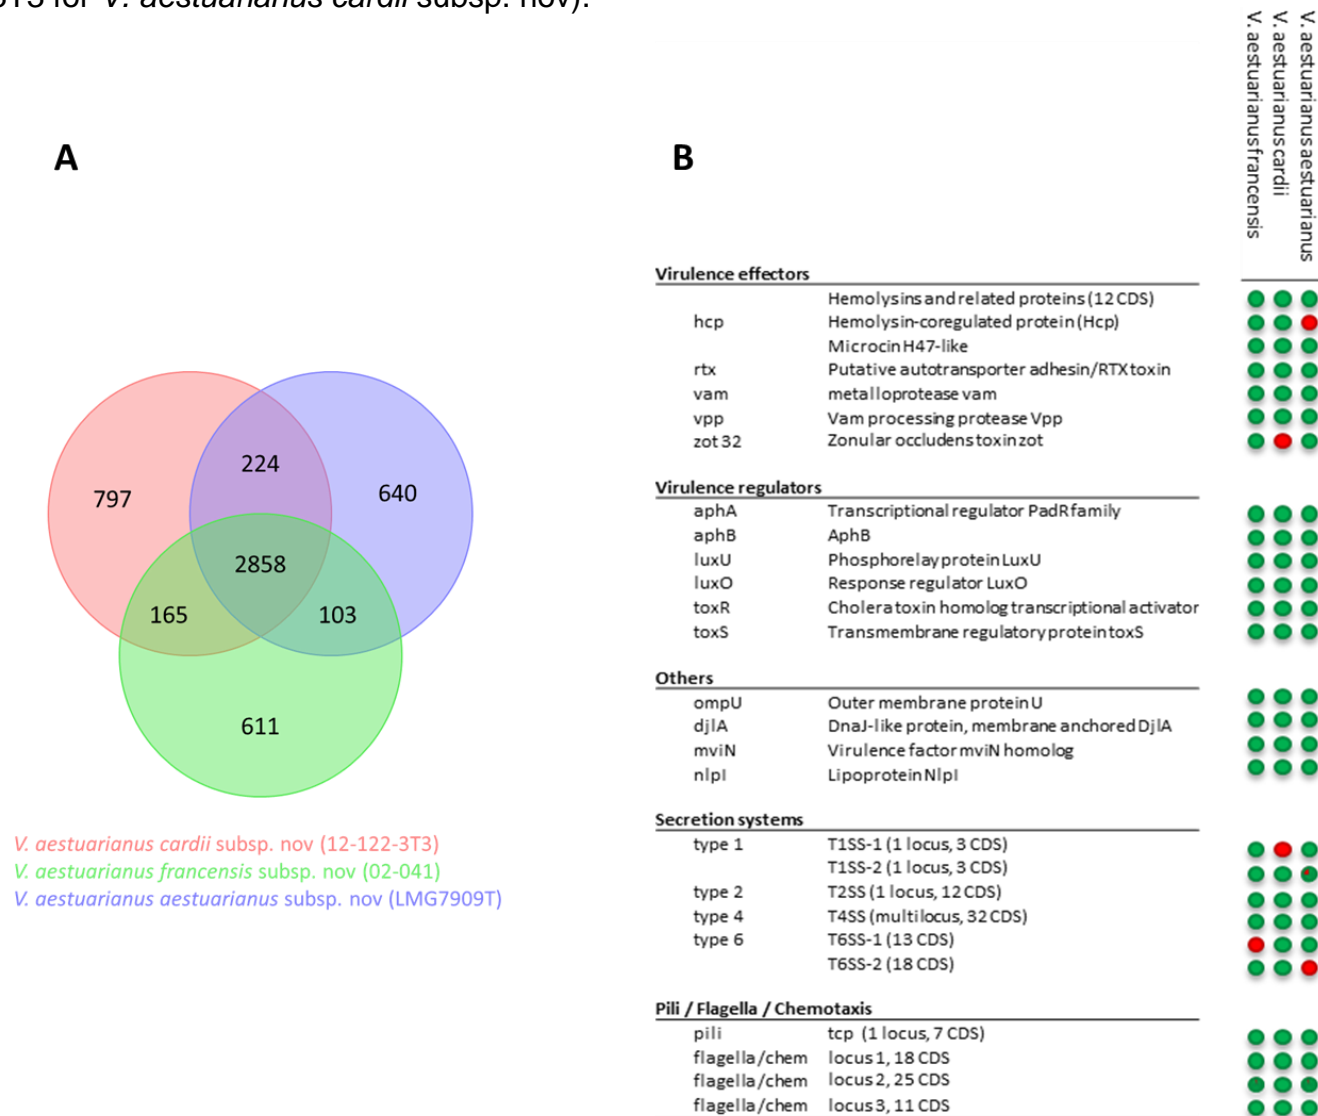 3T3 for V. aestuarianus cardii subsp. nov).
A
797
224
640
2858
165
103
611
V. aestuarianus cardii subsp. nov (12-122-3T3)
V. aestuarianus francensis subsp. nov (02-041)
V. aestuarianus aestuarianus subsp. nov (LMG7909T)
B
V. aestuarianus francensis
V. aestuarianus cardii
V. aestuarianus aestuarianus
Virulence effectors
Hemolysins and related proteins (12 CDS)
hcp Hemolysin-coregulated protein (Hcp)
Microcin H47-like
rtx Putative autotransporter adhesin/RTX toxin
vam metalloprotease vam
vpp Vam processing protease Vpp
zot 32 Zonular occludens toxin zot
Virulence regulators
aphA Transcriptional regulator PadR family
aphB AphB
luxU Phosphorelay protein LuxU
luxO Response regulator LuxO
toxR Cholera toxin homolog transcriptional activator
toxS Transmembrane regulatory protein toxS
Others
ompU Outer membrane protein U
djlA DnaJ-like protein, membrane anchored DjlA
mviN Virulence factor mviN homolog
nlpI Lipoprotein NlpI
Secretion systems
type 1 T1SS-1 (1 locus, 3 CDS)
T1SS-2 (1 locus, 3 CDS)
type 2 T2SS (1 locus, 12 CDS)
type 4 T4SS (multilocus, 32 CDS)
type 6 T6SS-1 (13 CDS)
T6SS-2 (18 CDS)
Pili / Flagella / Chemotaxis
pili tcp (1 locus, 7 CDS)
flagella/chem locus 1, 18 CDS
flagella/chem locus 2, 25 CDS
flagella/chem locus 3, 11 CDS